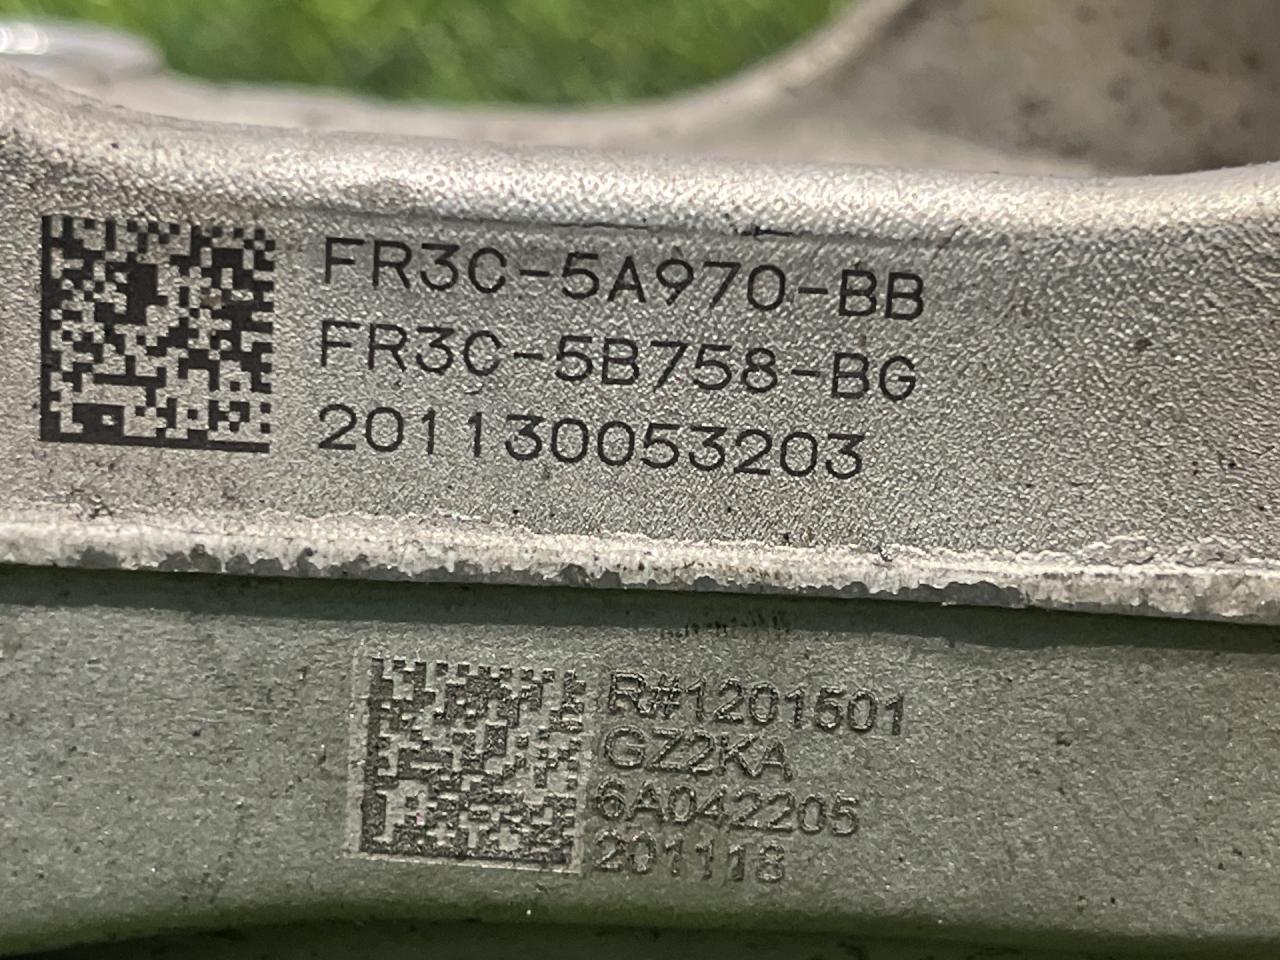 FR3C-5A970-BB
FR3C-5B758-BG
201130053203
R#1201501
GZ2KA
6A042205
201118